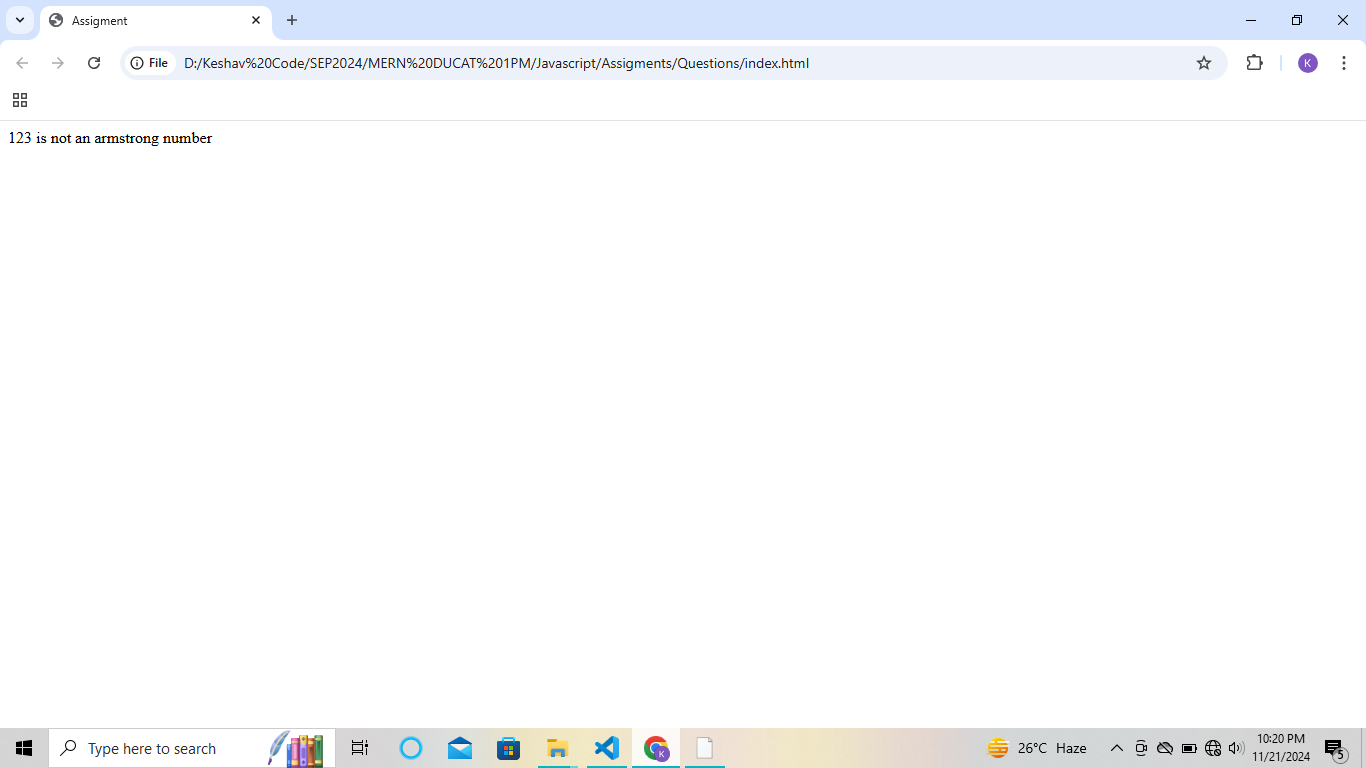 Assigment
File
D:/Keshav%20Code/SEP2024/MERN%20DUCAT%201PM/Javascript/Assigments/Questions/index.html
K
123 is not an armstrong number
Type here to search
K
26°C Haze
10:20 PM
11/21/2024
5